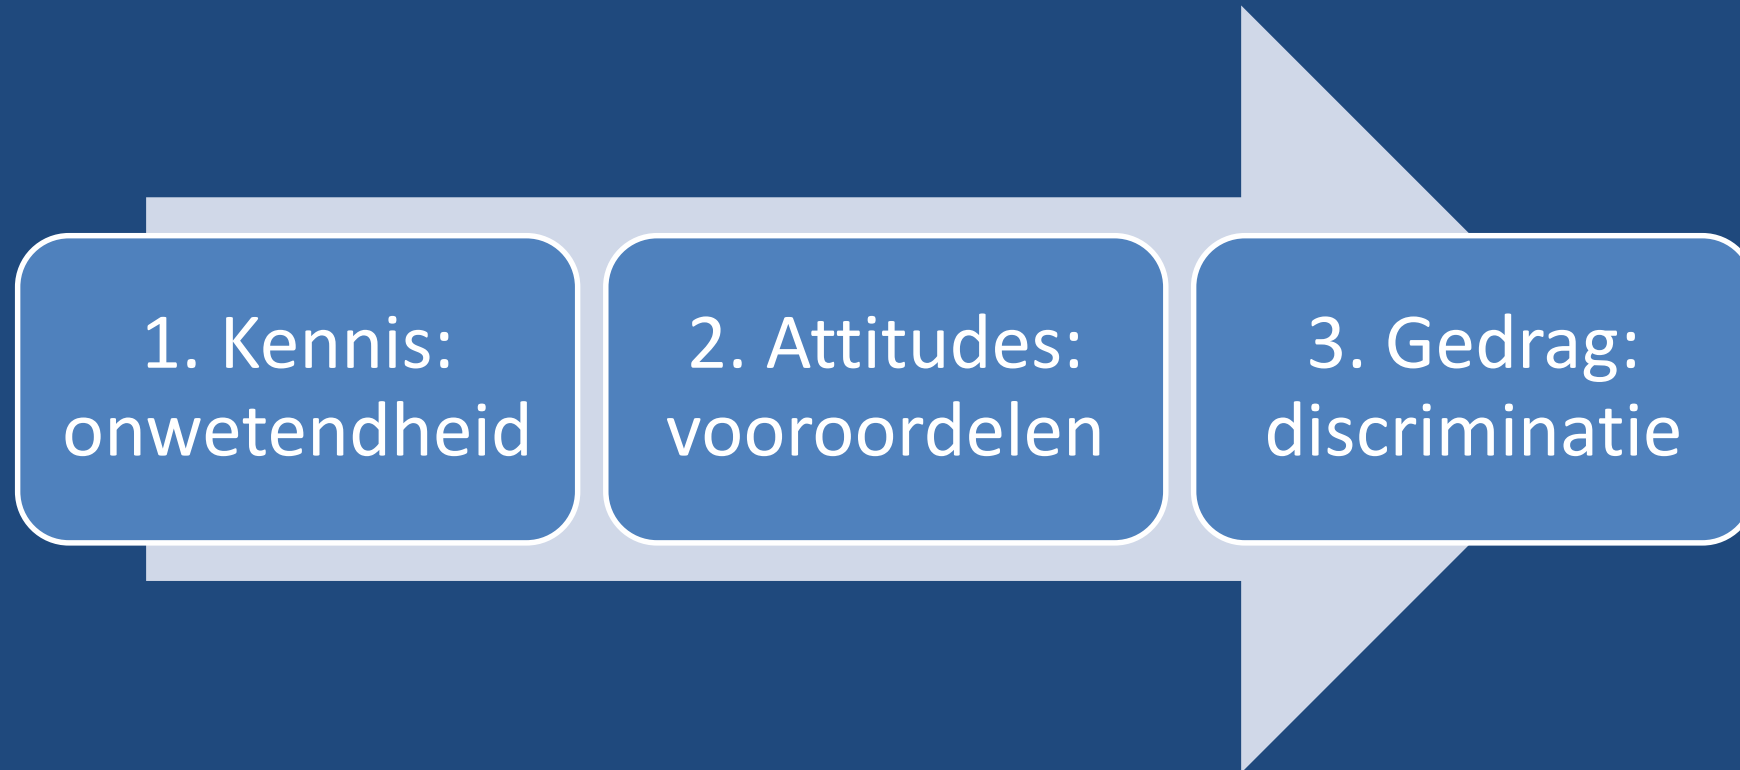 1. Kennis:
onwetendheid
2. Attitudes:
vooroordelen
3. Gedrag:
discriminatie